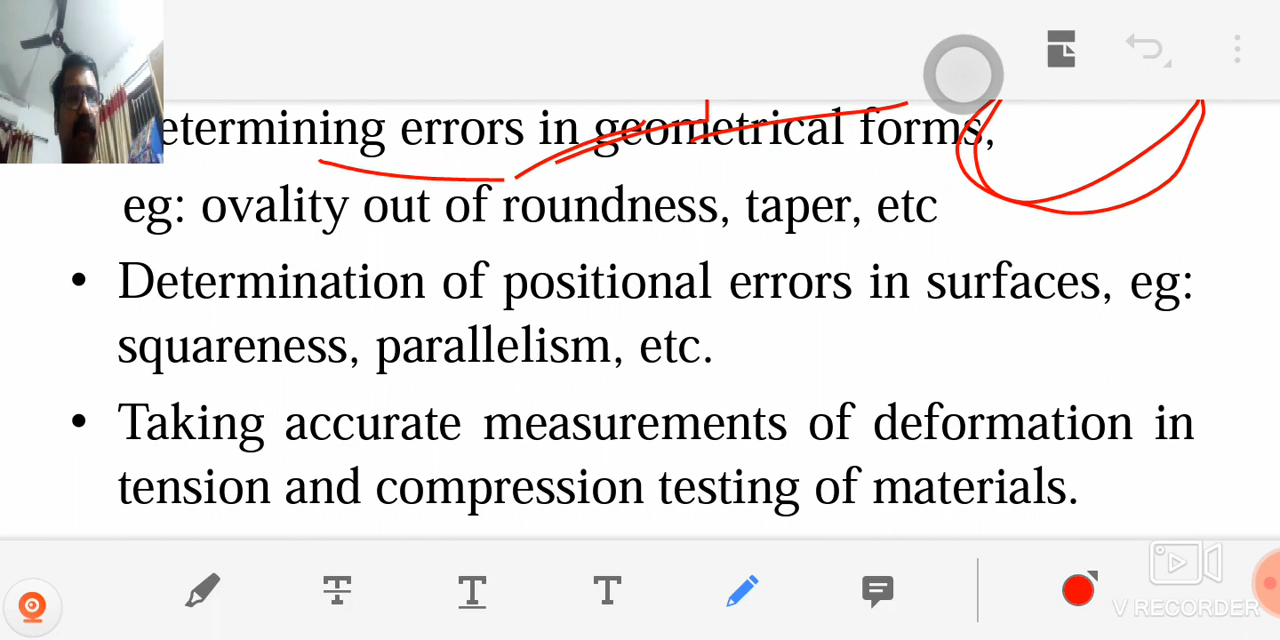 etermining errors in geometrical forms,
eg: ovality out of roundness, taper, etc
• Determination of positional errors in surfaces, eg:
squareness, parallelism, etc.
• Taking accurate measurements of deformation in
tension and compression testing of materials.
V RECORDER